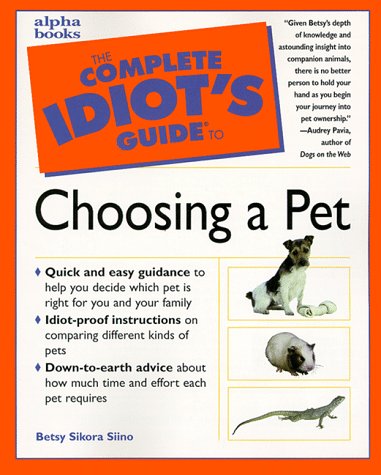 alpha
books
THE
COMPLETE
IDIOT'S
GUIDE® TO
"Given Betsy's depth
of knowledge and
astounding insight into
companion animals,
there is no better
person to hold your
hand as you begin
your journey into
pet ownership."
—Audrey Pavia,
author of
Dogs on the Web
Choosing a Pet
♦ Quick and easy guidance to
help you decide which pet is
right for you and your family
♦ Idiot-proof instructions on
comparing different kinds of
pets
♦ Down-to-earth advice about
how much time and effort each
pet requires
Betsy Sikora Siino